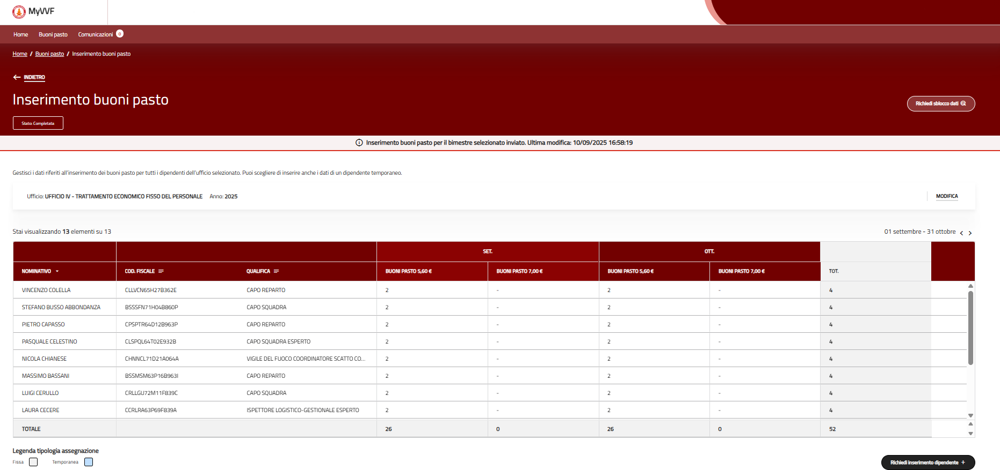 MyVVF
Home Buoni pasto Comunicazioni 0
Home / Buoni pasto / Inserimento buoni pasto
INDIETRO
Inserimento buoni pasto
Richiedi sblocco dati
Stato: Completata
Inserimento buoni pasto per il bimestre selezionato inviato. Ultima modifica: 10/09/2025 16:58:19
Gestisci i dati riferiti all'inserimento dei buoni pasto per tutti i dipendenti dell'ufficio selezionato. Puoi scegliere di inserire anche i dati di un dipendente temporaneo.
Ufficio: UFFICIO IV - TRATTAMENTO ECONOMICO FISSO DEL PERSONALE Anno: 2025 MODIFICA
Stai visualizzando 13 elementi su 13 01 settembre - 31 ottobre
SET. OTT.
NOMINATIVO COD. FISCALE QUALIFICA BUONI PASTO 5,60 € BUONI PASTO 7,00 € BUONI PASTO 5,60 € BUONI PASTO 7,00 € TOT.
VINCENZO COLELLA CLLVCN65H27B362E CAPO REPARTO 2 - 2 - 4
STEFANO BUSSO ABBONDANZA BSSSFN71H04B860P CAPO SQUADRA 2 - 2 - 4
PIETRO CAPASSO CPSPTR64D12B963P CAPO REPARTO 2 - 2 - 4
PASQUALE CELESTINO CLSPQL64T02E932B CAPO SQUADRA ESPERTO 2 - 2 - 4
NICOLA CHIANESE CHNNCL71D21A064A VIGILE DEL FUOCO COORDINATORE SCATTO CO... 2 - 2 - 4
MASSIMO BASSANI BSSMSM63P16B963I CAPO REPARTO 2 - 2 - 4
LUIGI CERULLO CRLLGU72M11F839C CAPO SQUADRA 2 - 2 - 4
LAURA CECERE CCRLRA63P69F839A ISPETTORE LOGISTICO-GESTIONALE ESPERTO 2 - 2 - 4
TOTALE 26 0 26 0 52
Legenda tipologia assegnazione
Fissa Temporanea
Richiedi inserimento dipendente +